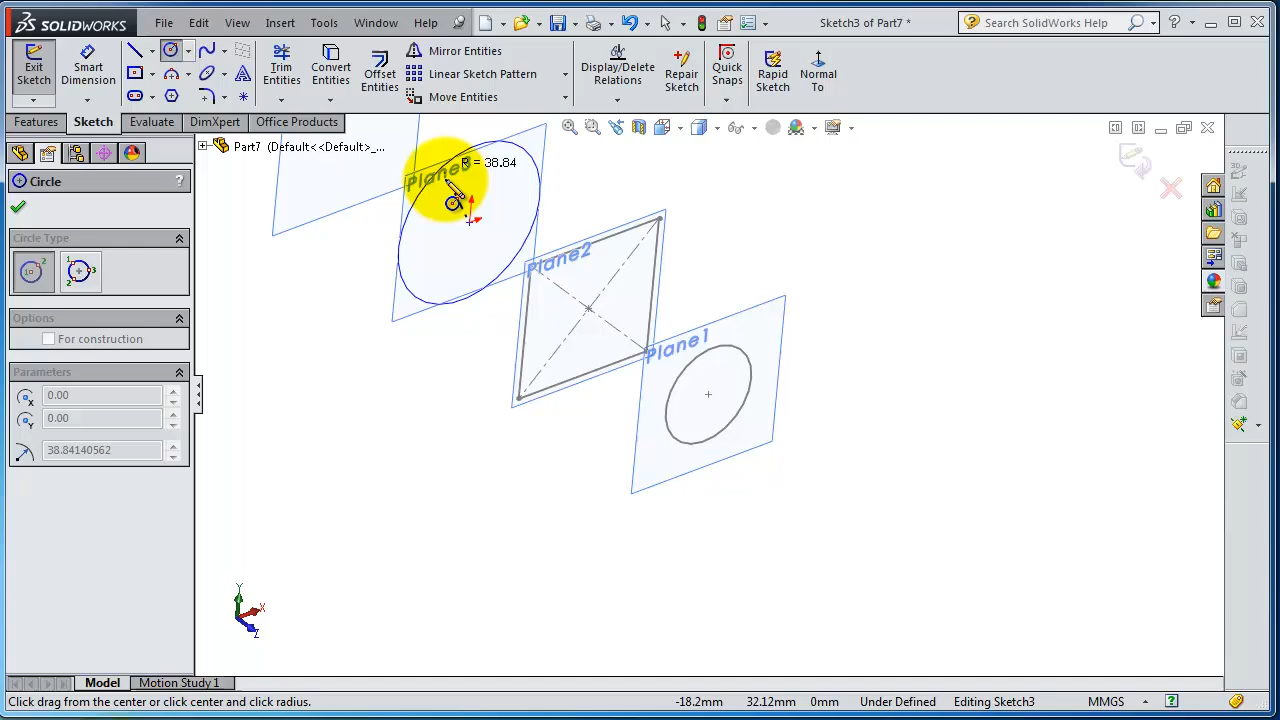 SOLIDWORKS
File Edit View Insert Tools Window Help
Sketch3 of Part7 *
Search SolidWorks Help
Exit Sketch
Smart Dimension
Trim Entities
Convert Entities
Offset Entities
Mirror Entities
Linear Sketch Pattern
Move Entities
Display/Delete Relations
Repair Sketch
Quick Snaps
Rapid Sketch
Normal To
Features Sketch Evaluate DimXpert Office Products
Part7 (Default<<Default>_...
Circle ?
Circle Type
Options
For construction
Parameters
0.00
0.00
38.84140562
R = 38.84
Plane3
Plane2
Plane1
Y
X
Z
Model Motion Study 1
Click drag from the center or click center and click radius.
-18.2mm 32.12mm 0mm Under Defined Editing Sketch3 MMGS